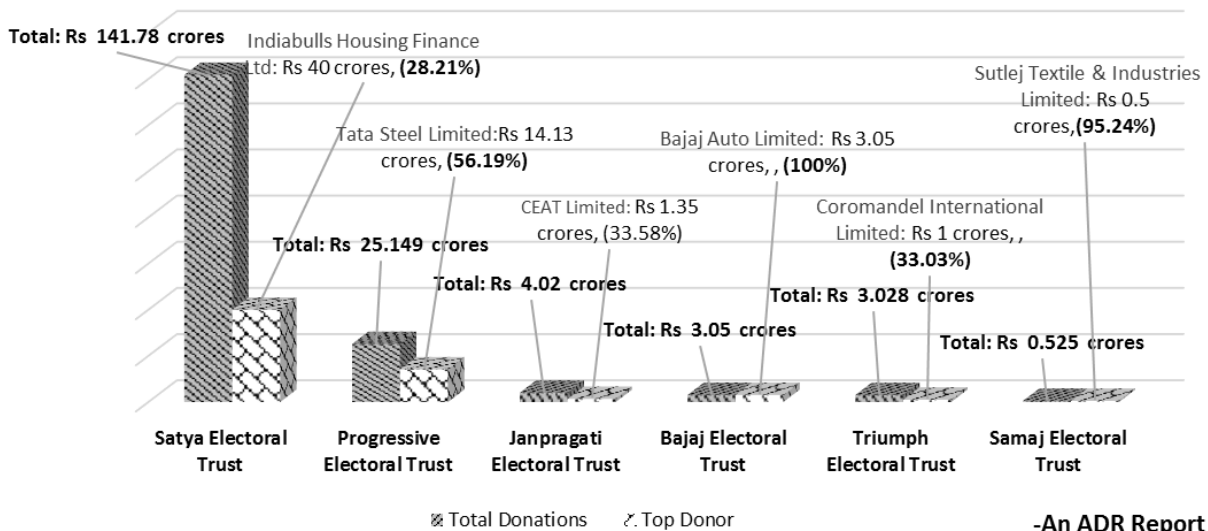 Total: Rs 141.78 crores
Indiabulls Housing Finance
Ltd: Rs 40 crores, (28.21%)
Tata Steel Limited:Rs 14.13
crores, (56.19%)
Total: Rs 25.149 crores
CEAT Limited: Rs 1.35
crores, (33.58%)
Total: Rs 4.02 crores
Bajaj Auto Limited: Rs 3.05
crores, , (100%)
Total: Rs 3.05 crores
Coromandel International
Limited: Rs 1 crores, ,
(33.03%)
Total: Rs 3.028 crores
Sutlej Textile & Industries
Limited: Rs 0.5
crores,(95.24%)
Total: Rs 0.525 crores
Satya Electoral
Trust
Progressive
Electoral Trust
Janpragati
Electoral Trust
Bajaj Electoral
Trust
Triumph
Electoral Trust
Samaj Electoral
Trust
Total Donations
Top Donor
-An ADR Report